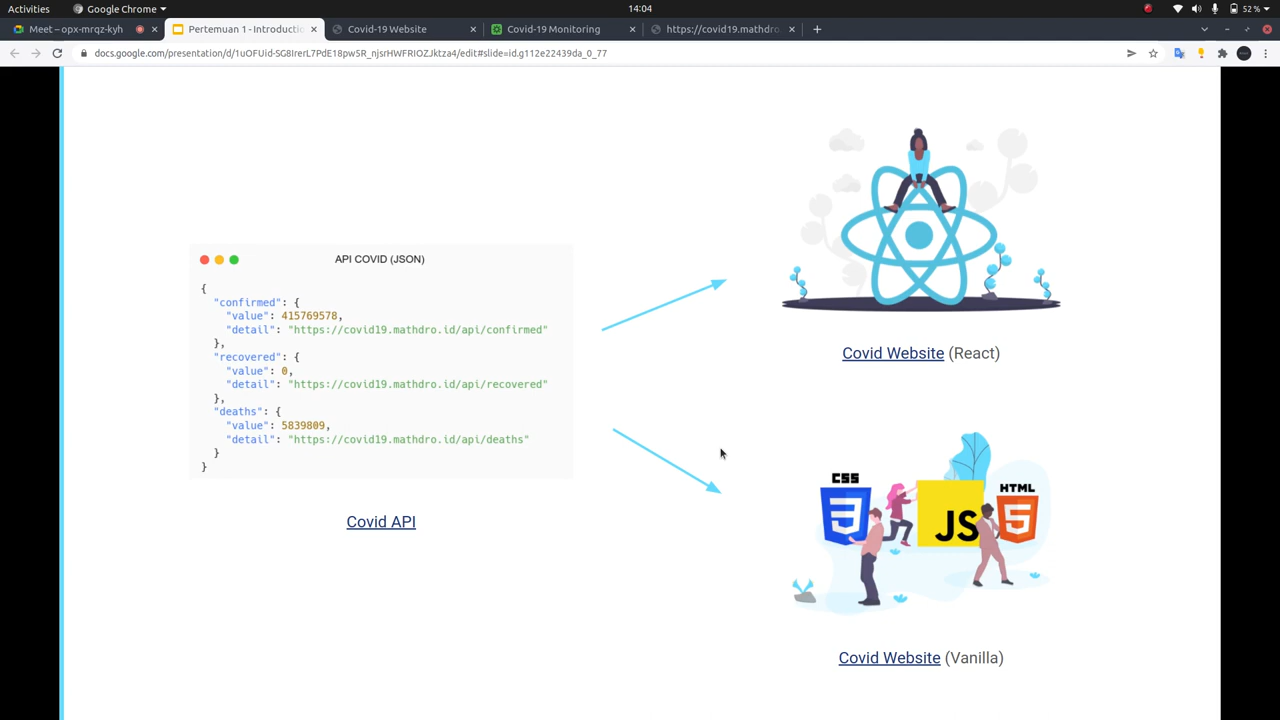 Activities
Google Chrome
14:04
52 %
Meet – opx-mrqz-kyh
Pertemuan 1 - Introductic
Covid-19 Website
Covid-19 Monitoring
https://covid19.mathdro.
docs.google.com/presentation/d/1uOFUid-SG8IrerL7PdE18pw5R_njsrHWFRIOZJktza4/edit#slide=id.g112e22439da_0_77
API COVID (JSON)
{
"confirmed": {
"value": 415769578,
"detail": "https://covid19.mathdro.id/api/confirmed"
},
"recovered": {
"value": 0,
"detail": "https://covid19.mathdro.id/api/recovered"
},
"deaths": {
"value": 5839809,
"detail": "https://covid19.mathdro.id/api/deaths"
}
}
Covid API
Covid Website (React)
CSS
3
JS
HTML
5
Covid Website (Vanilla)